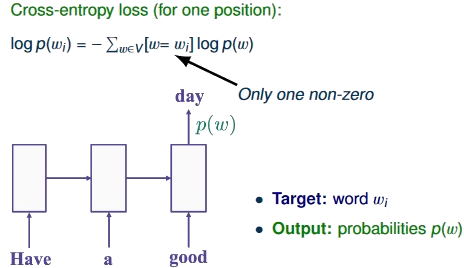 Cross-entropy loss (for one position):
log p(wᵢ) = − ∑w∈V[w= wᵢ] log p(w)
day
Only one non-zero
p(w)
• Target: word wᵢ
• Output: probabilities p(w)
Have
a
good